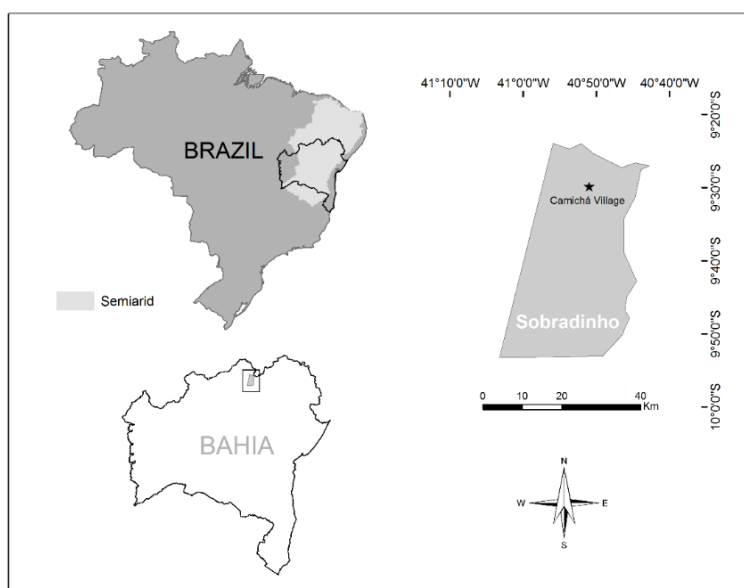 BRAZIL
Semiarid
BAHIA
41°10'0"W 41°0'0"W 40°50'0"W 40°40'0"W
9°20'0"S
9°30'0"S
9°40'0"S
9°50'0"S
10°0'0"S
Camichá Village
Sobradinho
0 10 20 40
Km
N
W E
S